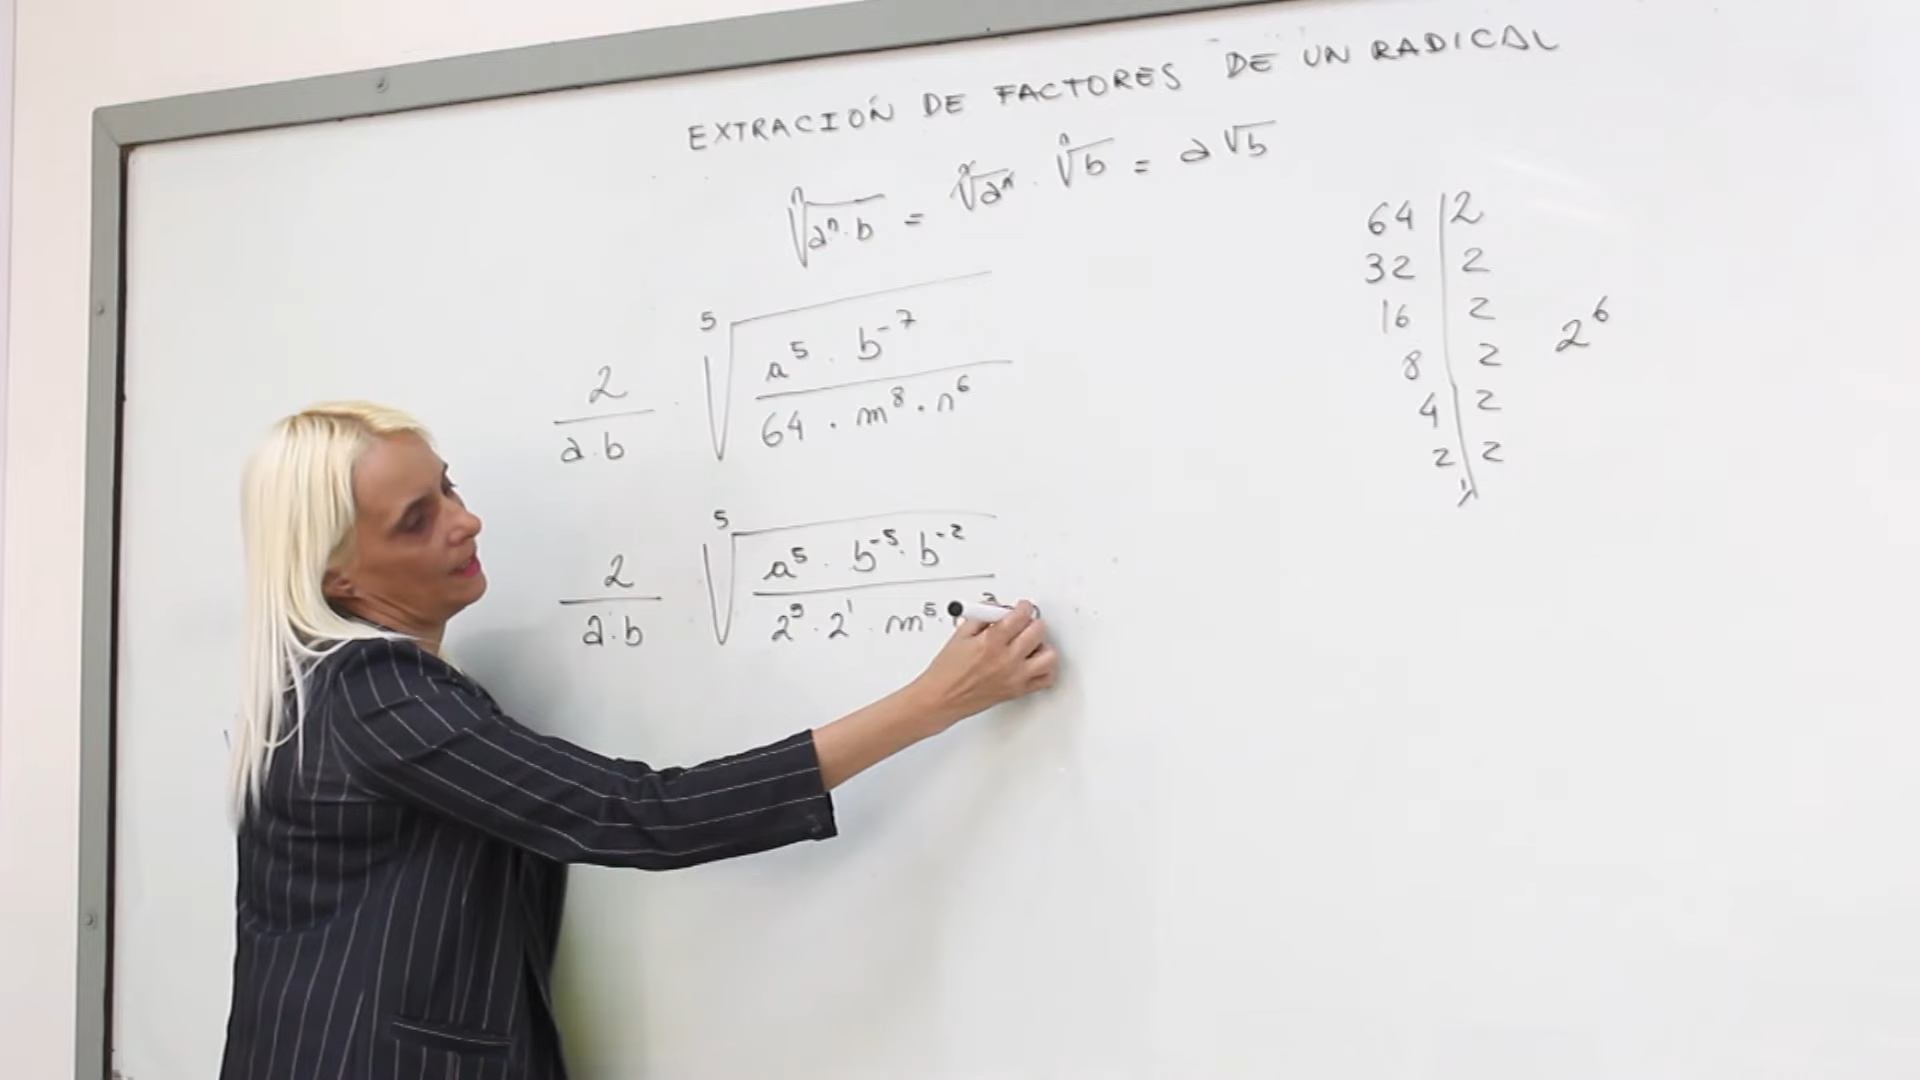 EXTRACIÓN DE FACTORES DE UN RADICAL
ⁿ√(aⁿ·b) = ⁿ√aⁿ · ⁿ√b = a √b
2/(a·b) · ⁵√((a⁵ · b⁻⁷)/(64 · m⁸ · n⁶))
2/(a·b) · ⁵√((a⁵ · b⁻⁵ · b⁻²)/(2⁵ · 2¹ · m⁵ ·
64 | 2
32 | 2
16 | 2
8 | 2
4 | 2
2 | 2
1
2⁶